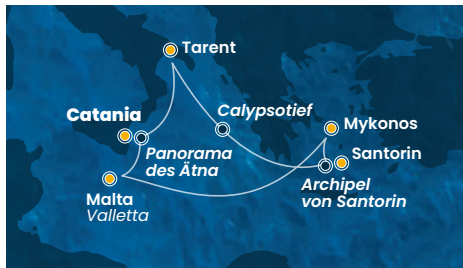 Tarent
Catania
Calypsotief
Mykonos
Panorama
des Ätna
Santorin
Malta
Valletta
Archipel
von Santorin